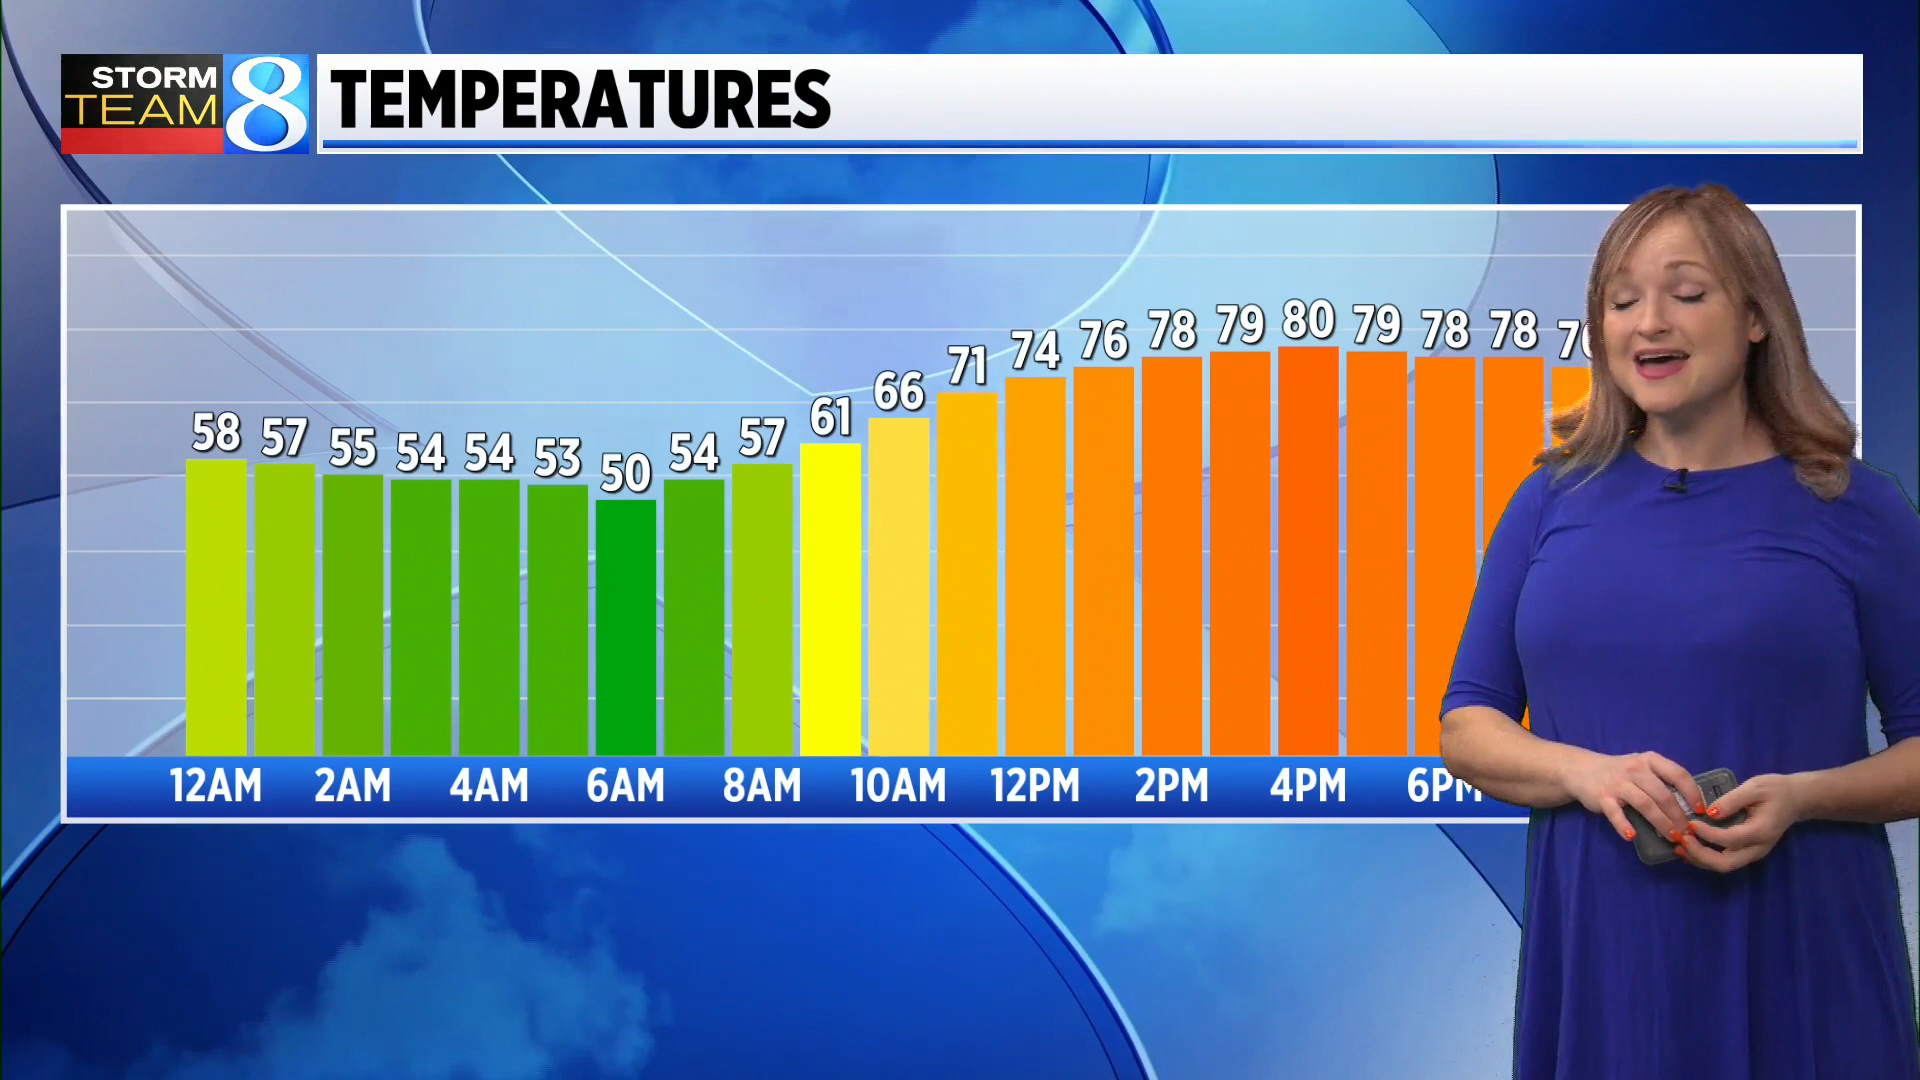 STORM
TEAM 8
TEMPERATURES
58 57 55 54 54 53 50 54 57 61 66 71 74 76 78 79 80 79 78 78
12AM 2AM 4AM 6AM 8AM 10AM 12PM 2PM 4PM 6PM